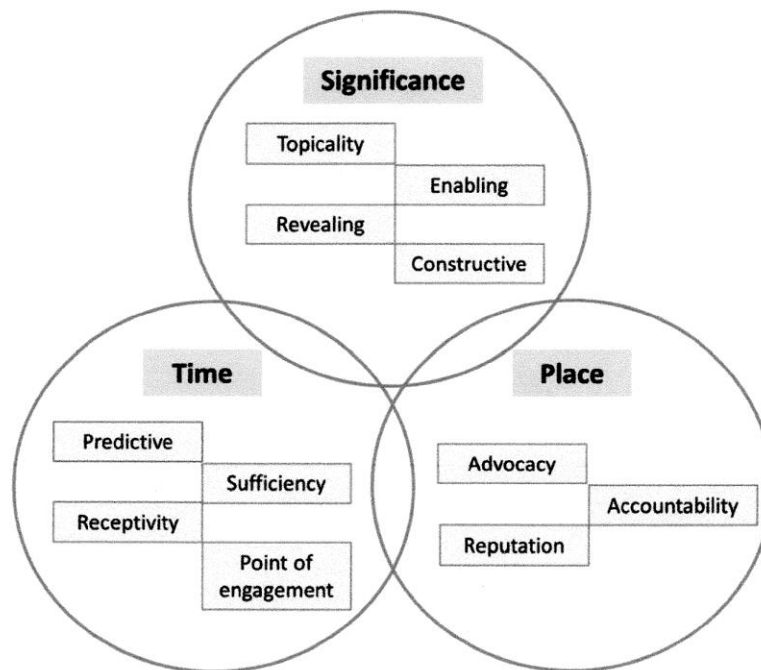 Significance
Topicality
Enabling
Revealing
Constructive
Time
Predictive
Sufficiency
Receptivity
Point of
engagement
Place
Advocacy
Accountability
Reputation